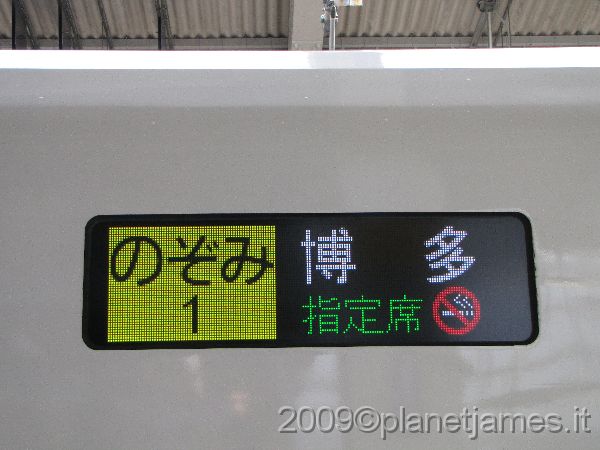 のぞみ 博多
1 指定席
2009©planetjames.it